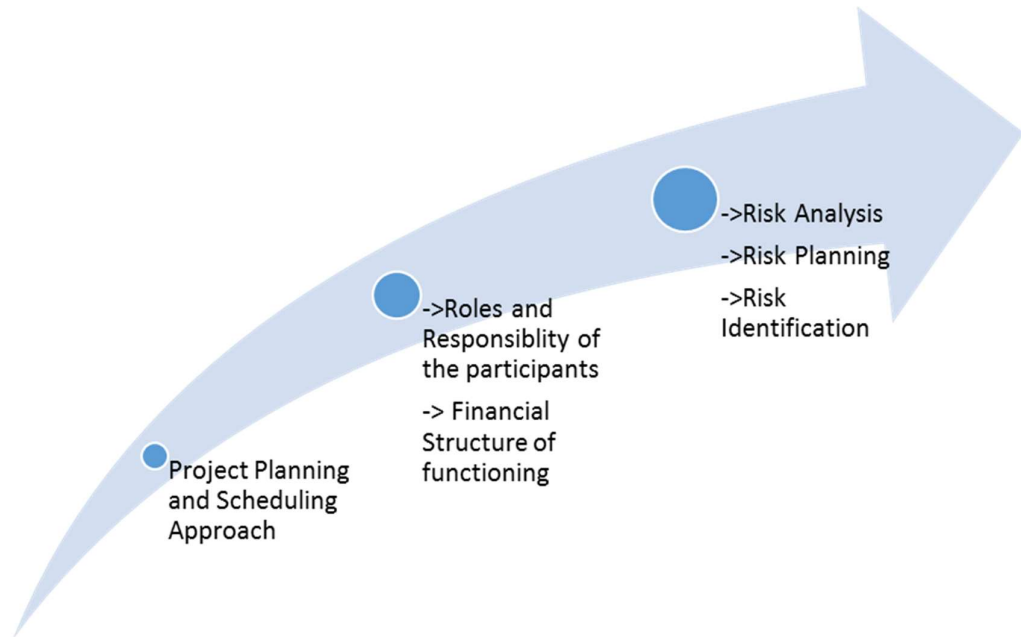 Project Planning
and Scheduling
Approach
->Roles and
Responsiblity of
the participants
-> Financial
Structure of
functioning
->Risk Analysis
->Risk Planning
->Risk
Identification